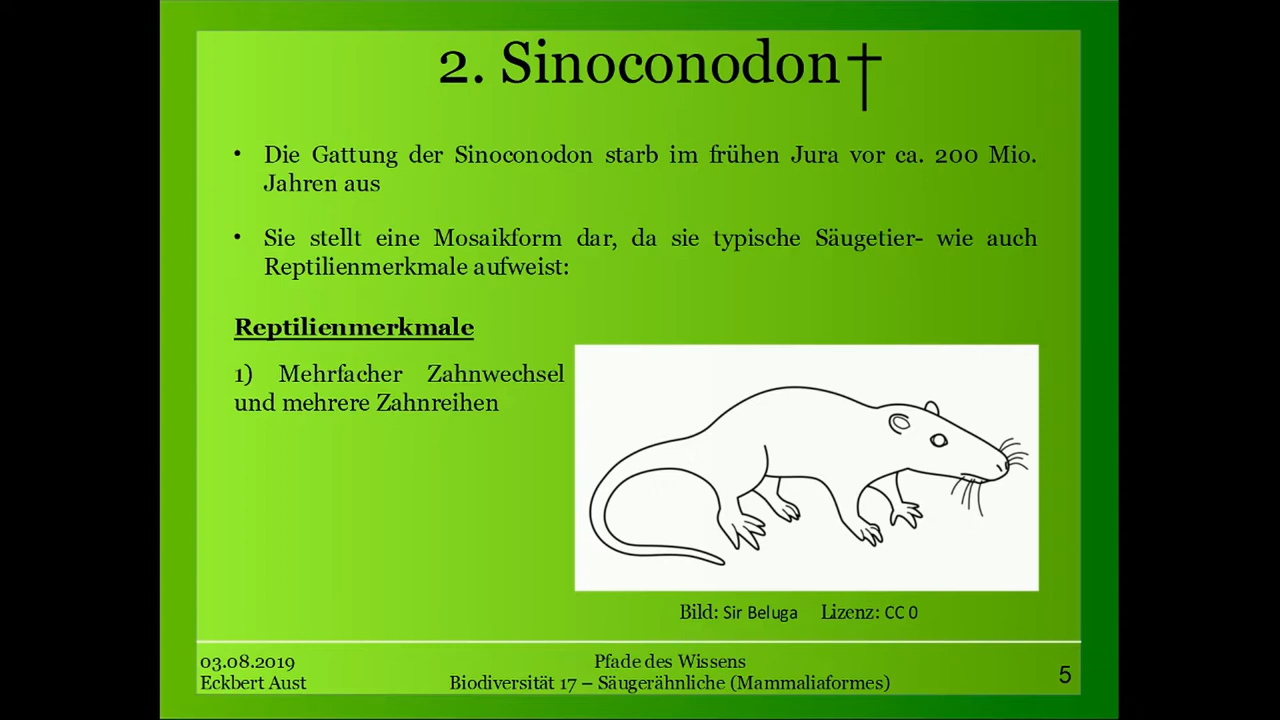 2. Sinoconodon†
• Die Gattung der Sinoconodon starb im frühen Jura vor ca. 200 Mio.
Jahren aus
• Sie stellt eine Mosaikform dar, da sie typische Säugetier- wie auch
Reptilienmerkmale aufweist:
Reptilienmerkmale
1) Mehrfacher Zahnwechsel
und mehrere Zahnreihen
Bild: Sir Beluga Lizenz: CC 0
03.08.2019
Eckbert Aust
Pfade des Wissens
Biodiversität 17 – Säugerähnliche (Mammaliaformes)
5